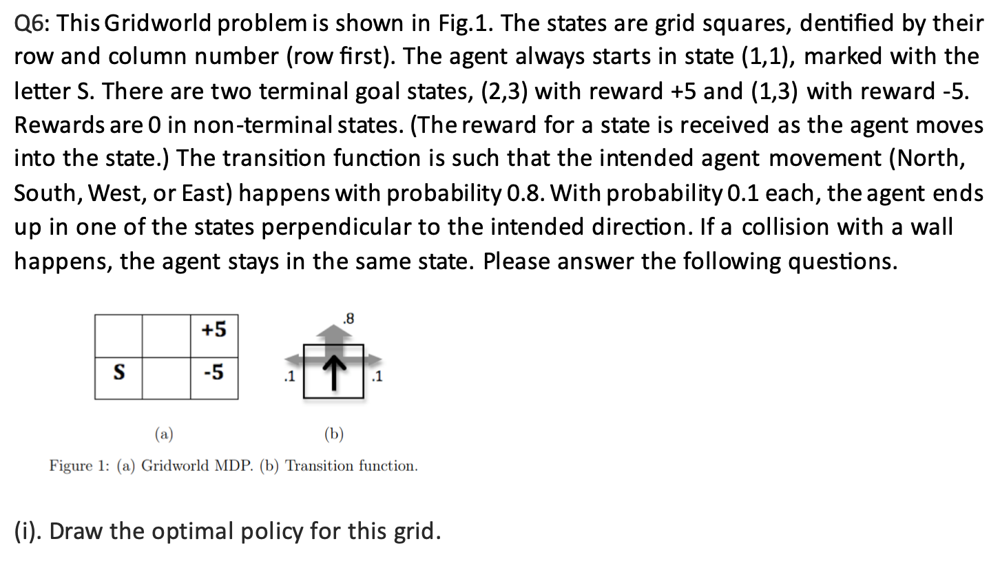 Q6: This Gridworld problem is shown in Fig.1. The states are grid squares, dentified by their
row and column number (row first). The agent always starts in state (1,1), marked with the
letter S. There are two terminal goal states, (2,3) with reward +5 and (1,3) with reward -5.
Rewards are 0 in non-terminal states. (The reward for a state is received as the agent moves
into the state.) The transition function is such that the intended agent movement (North,
South, West, or East) happens with probability 0.8. With probability 0.1 each, the agent ends
up in one of the states perpendicular to the intended direction. If a collision with a wall
happens, the agent stays in the same state. Please answer the following questions.
+5
S -5
.8
.1 .1
(a) (b)
Figure 1: (a) Gridworld MDP. (b) Transition function.
(i). Draw the optimal policy for this grid.